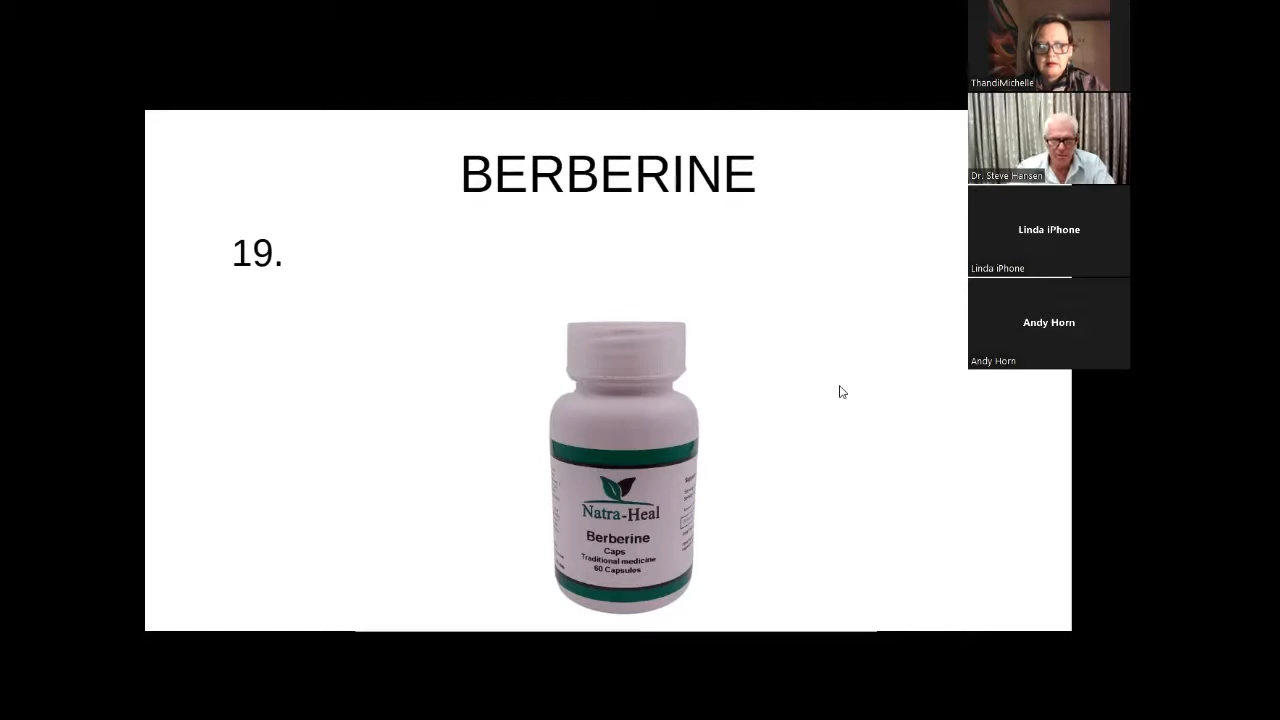 BERBERINE
19.
Natra-Heal
Berberine
Caps
Traditional medicine
60 Capsules
ThandiMichelle
Dr. Steve Hansen
Linda iPhone
Linda iPhone
Andy Horn
Andy Horn